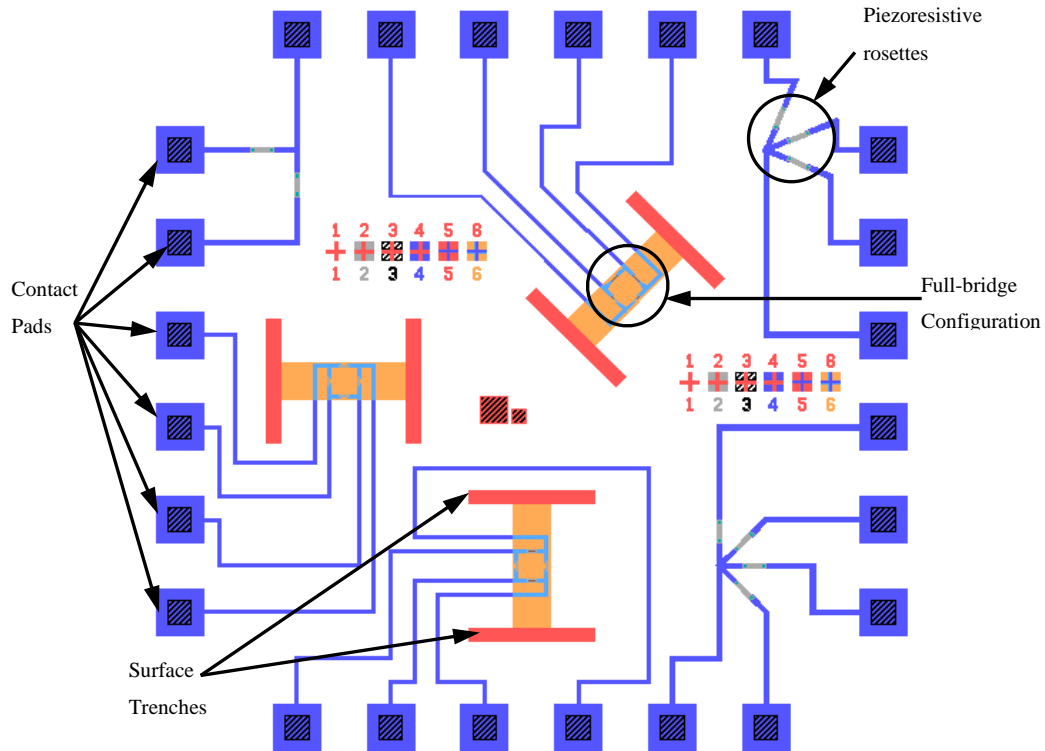 Piezoresistive
rosettes
1 2 3 4 5 6
1 2 3 4 5 6
Contact
Pads
Full-bridge
Configuration
1 2 3 4 5 6
1 2 3 4 5 6
Surface
Trenches